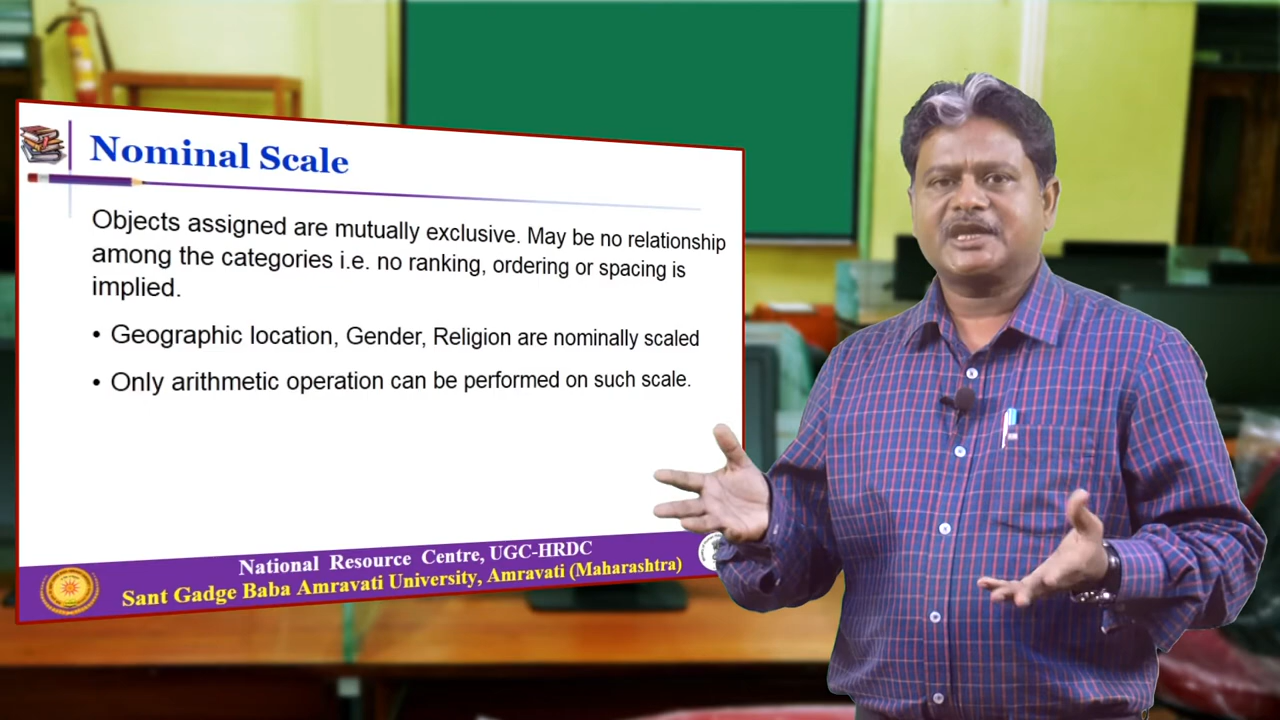 Nominal Scale
Objects assigned are mutually exclusive. May be no relationship
among the categories i.e. no ranking, ordering or spacing is
implied.
• Geographic location, Gender, Religion are nominally scaled
• Only arithmetic operation can be performed on such scale.
National Resource Centre, UGC-HRDC
Sant Gadge Baba Amravati University, Amravati (Maharashtra)